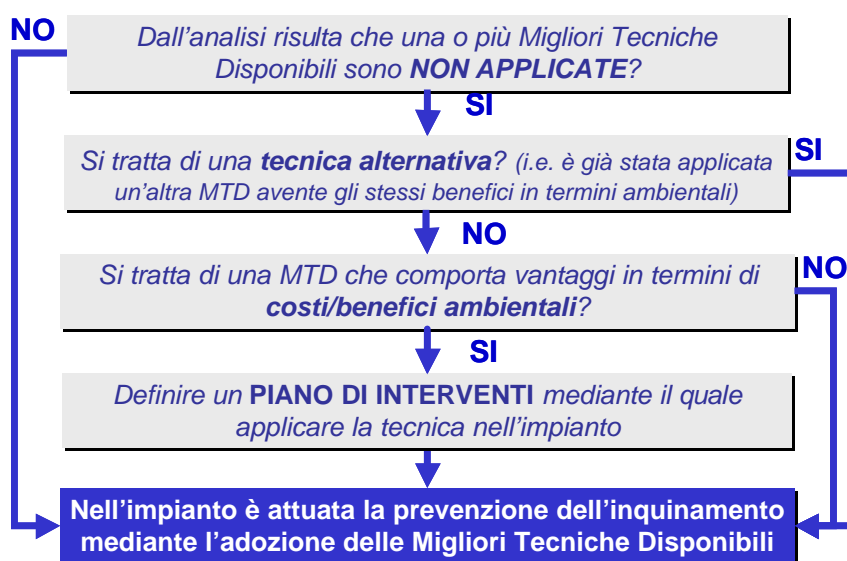 NO
Dall'analisi risulta che una o più Migliori Tecniche
Disponibili sono NON APPLICATE?
SI
Si tratta di una tecnica alternativa? (i.e. è già stata applicata
un'altra MTD avente gli stessi benefici in termini ambientali)
SI
NO
Si tratta di una MTD che comporta vantaggi in termini di
costi/benefici ambientali?
NO
SI
Definire un PIANO DI INTERVENTI mediante il quale
applicare la tecnica nell'impianto
Nell'impianto è attuata la prevenzione dell'inquinamento
mediante l'adozione delle Migliori Tecniche Disponibili